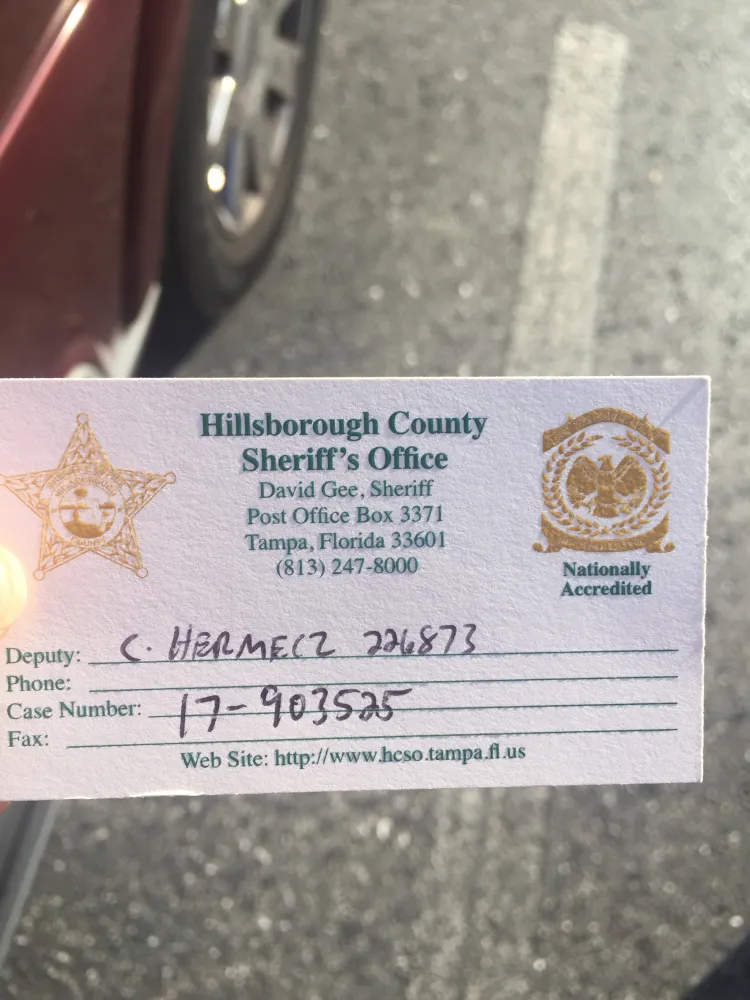 Hillsborough County
Sheriff's Office
David Gee, Sheriff
Post Office Box 3371
Tampa, Florida 33601
(813) 247-8000
Nationally
Accredited
Deputy: C. HERMECZ 226873
Phone:
Case Number: 17-903525
Fax:
Web Site: http://www.hcso.tampa.fl.us